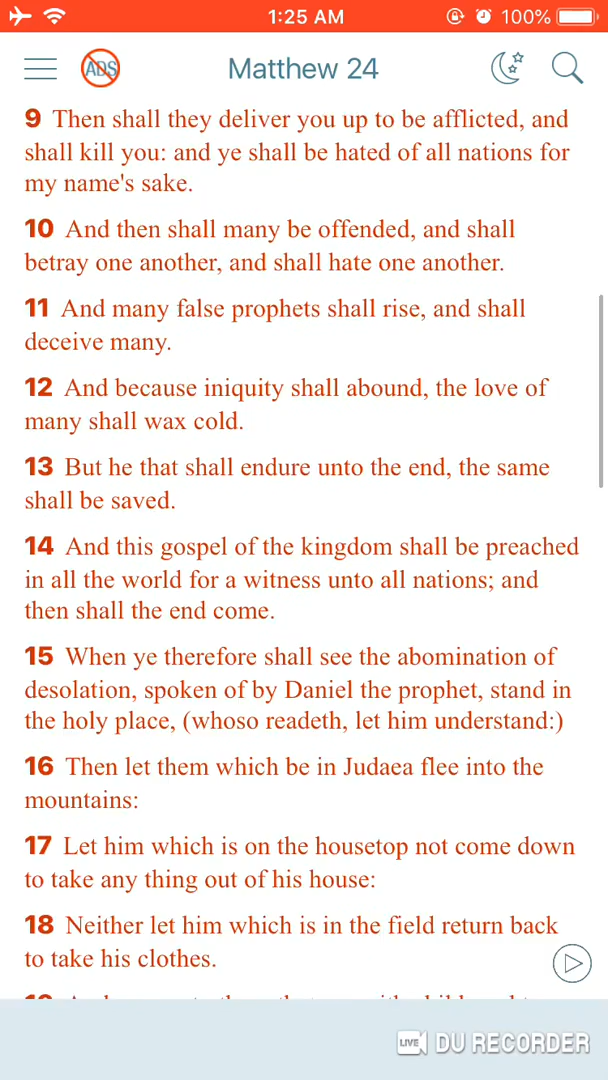 1:25 AM
100%
ADS
Matthew 24
9 Then shall they deliver you up to be afflicted, and
shall kill you: and ye shall be hated of all nations for
my name's sake.
10 And then shall many be offended, and shall
betray one another, and shall hate one another.
11 And many false prophets shall rise, and shall
deceive many.
12 And because iniquity shall abound, the love of
many shall wax cold.
13 But he that shall endure unto the end, the same
shall be saved.
14 And this gospel of the kingdom shall be preached
in all the world for a witness unto all nations; and
then shall the end come.
15 When ye therefore shall see the abomination of
desolation, spoken of by Daniel the prophet, stand in
the holy place, (whoso readeth, let him understand:)
16 Then let them which be in Judaea flee into the
mountains:
17 Let him which is on the housetop not come down
to take any thing out of his house:
18 Neither let him which is in the field return back
to take his clothes.
LIVE DU RECORDER